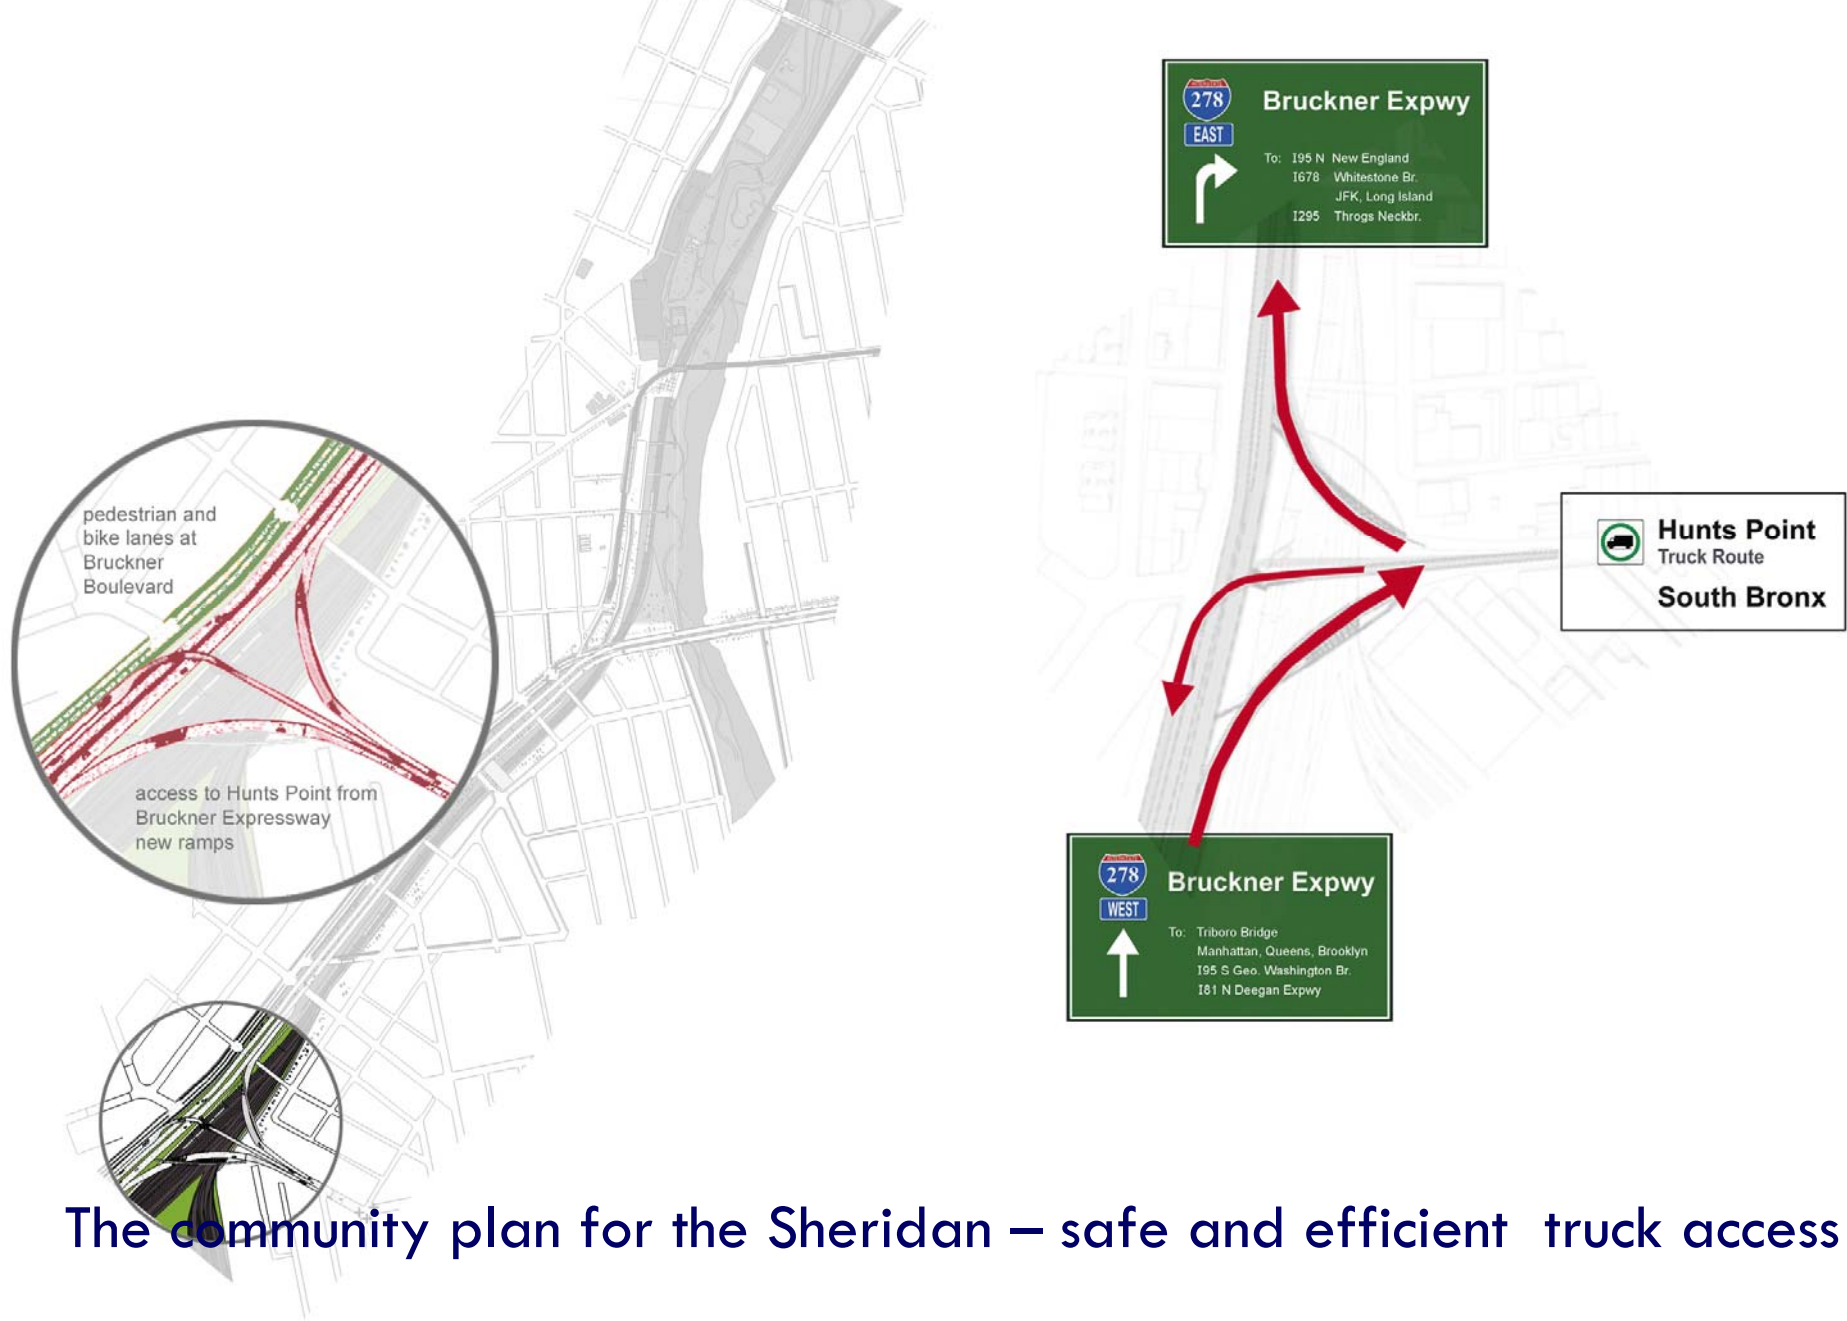 278
EAST
Bruckner Expwy
To: I95 N New England
I678 Whitestone Br.
JFK, Long Island
I295 Throgs Neckbr.
pedestrian and
bike lanes at
Bruckner
Boulevard
access to Hunts Point from
Bruckner Expressway
new ramps
Hunts Point
Truck Route
South Bronx
278
WEST
Bruckner Expwy
To: Triboro Bridge
Manhattan, Queens, Brooklyn
I95 S Geo. Washington Br.
I81 N Deegan Expwy
The community plan for the Sheridan – safe and efficient truck access